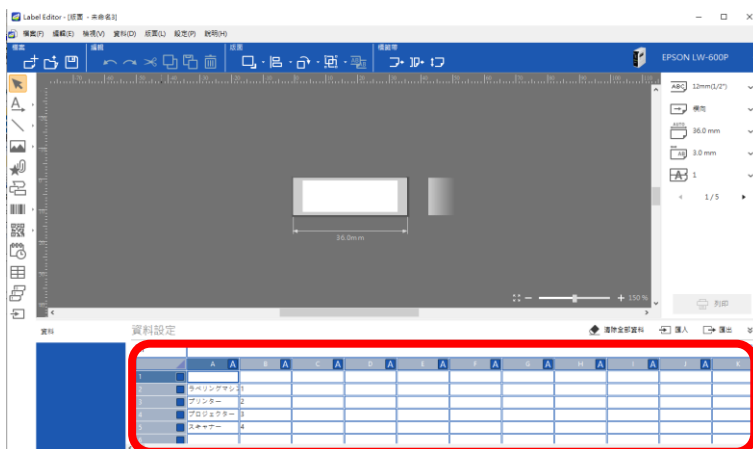 Label Editor - [版面 - 未命名3]
檔案(F) 編輯(E) 檢視(V) 資料(D) 版面(L) 設定(P) 說明(H)
檔案 編輯 版面 標籤帶
EPSON LW-600P
ABC 12mm(1/2")
橫向
AUTO 36.0 mm
AB 3.0 mm
A 1
1/5
36.0mm
150 %
列印
資料 資料設定 清除全部資料 匯入 匯出
A A B A C A D A E A F A G A H A I A J A K
1
ラベリングマシン 1
3 プリンター 2
4 プロジェクター 3
5 スキャナー 4